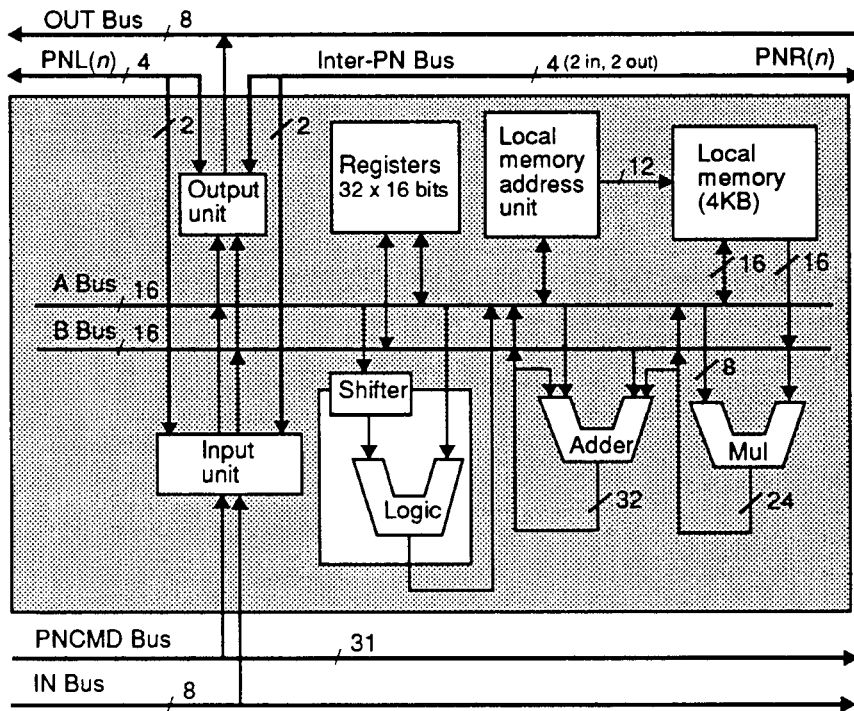 OUT Bus 8
PNL(n) 4 Inter-PN Bus 4 (2 in, 2 out) PNR(n)
2 2
Output unit
Registers
32 x 16 bits
Local
memory
address
unit
12
Local
memory
(4KB)
16 16
A Bus 16
B Bus 16
8
Shifter
Input
unit
Logic
Adder
Mul
32
24
PNCMD Bus 31
IN Bus 8